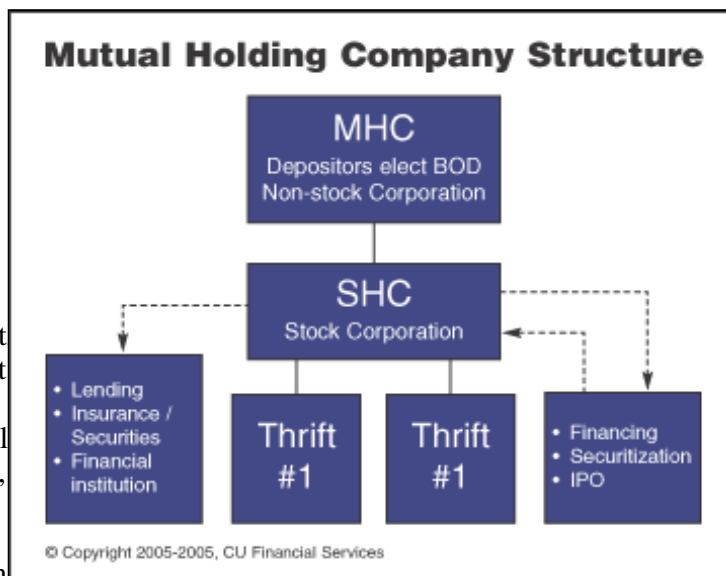 Mutual Holding Company Structure
MHC
Depositors elect BOD
Non-stock Corporation
SHC
Stock Corporation
t
t
l
,
n
• Lending
• Insurance /
Securities
• Financial
institution
Thrift
#1
Thrift
#1
• Financing
• Securitization
• IPO
© Copyright 2005-2005, CU Financial Services